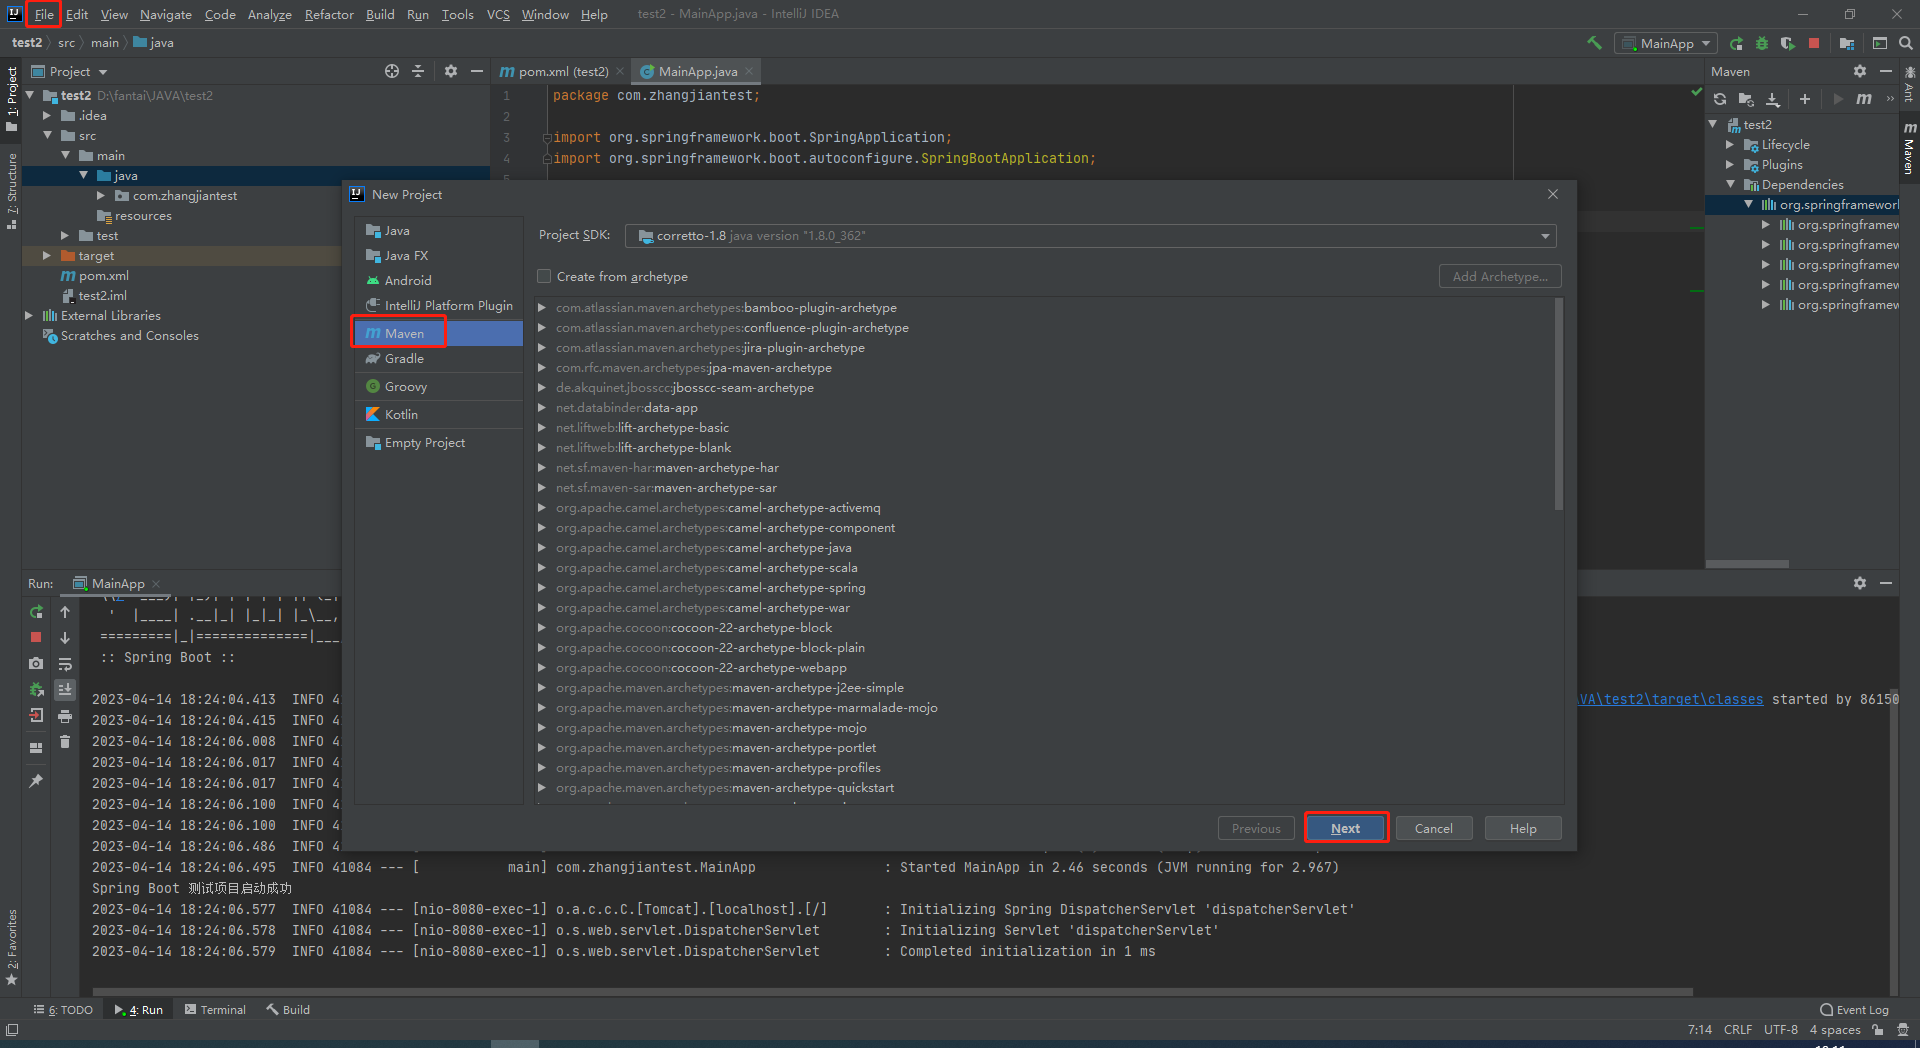 File Edit View Navigate Code Analyze Refactor Build Run Tools VCS Window Help test2 - MainApp.java - IntelliJ IDEA
test2 src main java MainApp
1: Project
7: Structure
2: Favorites
Project
test2 D:\fantai\JAVA\test2
.idea
src
main
java
com.zhangjiantest
resources
test
target
pom.xml
test2.iml
External Libraries
Scratches and Consoles
pom.xml (test2) MainApp.java
1 package com.zhangjiantest;
2
3 import org.springframework.boot.SpringApplication;
4 import org.springframework.boot.autoconfigure.SpringBootApplication;
Maven
test2
Lifecycle
Plugins
Dependencies
org.springframework
org.springframew
org.springframew
org.springframew
org.springframew
org.springframew
Ant
Maven
New Project
Java
Java FX
Android
IntelliJ Platform Plugin
Maven
Gradle
Groovy
Kotlin
Empty Project
Project SDK: corretto-1.8 java version "1.8.0_362"
Create from archetype Add Archetype...
com.atlassian.maven.archetypes:bamboo-plugin-archetype
com.atlassian.maven.archetypes:confluence-plugin-archetype
com.atlassian.maven.archetypes:jira-plugin-archetype
com.rfc.maven.archetypes:jpa-maven-archetype
de.akquinet.jbosscc:jbosscc-seam-archetype
net.databinder:data-app
net.liftweb:lift-archetype-basic
net.liftweb:lift-archetype-blank
net.sf.maven-har:maven-archetype-har
net.sf.maven-sar:maven-archetype-sar
org.apache.camel.archetypes:camel-archetype-activemq
org.apache.camel.archetypes:camel-archetype-component
org.apache.camel.archetypes:camel-archetype-java
org.apache.camel.archetypes:camel-archetype-scala
org.apache.camel.archetypes:camel-archetype-spring
org.apache.camel.archetypes:camel-archetype-war
org.apache.cocoon:cocoon-22-archetype-block
org.apache.cocoon:cocoon-22-archetype-block-plain
org.apache.cocoon:cocoon-22-archetype-webapp
org.apache.maven.archetypes:maven-archetype-j2ee-simple
org.apache.maven.archetypes:maven-archetype-marmalade-mojo
org.apache.maven.archetypes:maven-archetype-mojo
org.apache.maven.archetypes:maven-archetype-portlet
org.apache.maven.archetypes:maven-archetype-profiles
org.apache.maven.archetypes:maven-archetype-quickstart
Previous Next Cancel Help
Run: MainApp
' |____| .__|_| |_|_| |_\__,
=========|_|==============|___
:: Spring Boot ::
2023-04-14 18:24:04.413 INFO 4 VA\test2\target\classes started by 86150
2023-04-14 18:24:04.415 INFO 4
2023-04-14 18:24:06.008 INFO 4
2023-04-14 18:24:06.017 INFO 4
2023-04-14 18:24:06.017 INFO 4
2023-04-14 18:24:06.100 INFO 4
2023-04-14 18:24:06.100 INFO 4
2023-04-14 18:24:06.486 INFO 4
2023-04-14 18:24:06.495 INFO 41084 --- [ main] com.zhangjiantest.MainApp : Started MainApp in 2.46 seconds (JVM running for 2.967)
Spring Boot 测试项目启动成功
2023-04-14 18:24:06.577 INFO 41084 --- [nio-8080-exec-1] o.a.c.c.C.[Tomcat].[localhost].[/] : Initializing Spring DispatcherServlet 'dispatcherServlet'
2023-04-14 18:24:06.578 INFO 41084 --- [nio-8080-exec-1] o.s.web.servlet.DispatcherServlet : Initializing Servlet 'dispatcherServlet'
2023-04-14 18:24:06.579 INFO 41084 --- [nio-8080-exec-1] o.s.web.servlet.DispatcherServlet : Completed initialization in 1 ms
6: TODO 4: Run Terminal Build Event Log
7:14 CRLF UTF-8 4 spaces